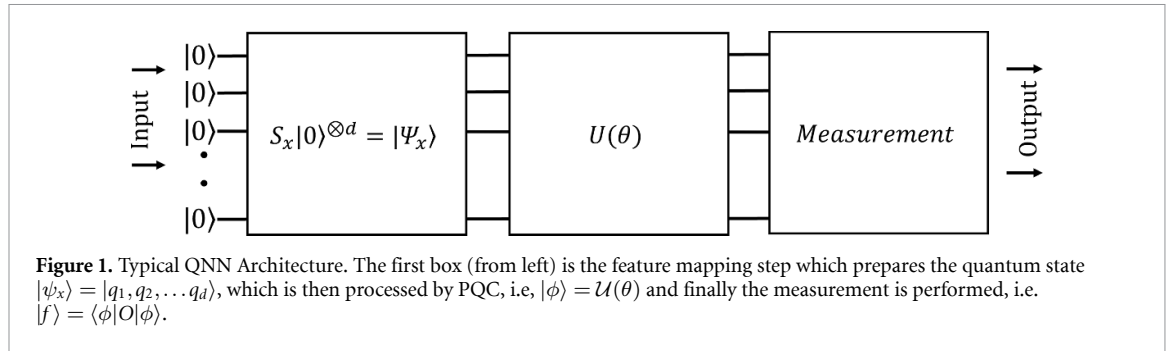 Input
|0⟩
|0⟩
|0⟩
|0⟩
S_x|0⟩^{⊗d} = |Ψ_x⟩
U(θ)
Measurement
Output
Figure 1. Typical QNN Architecture. The first box (from left) is the feature mapping step which prepares the quantum state
|ψ_x⟩ = |q_1, q_2, … q_d⟩, which is then processed by PQC, i.e, |ϕ⟩ = 𝒰(θ) and finally the measurement is performed, i.e.
|f⟩ = ⟨ϕ|O|ϕ⟩.